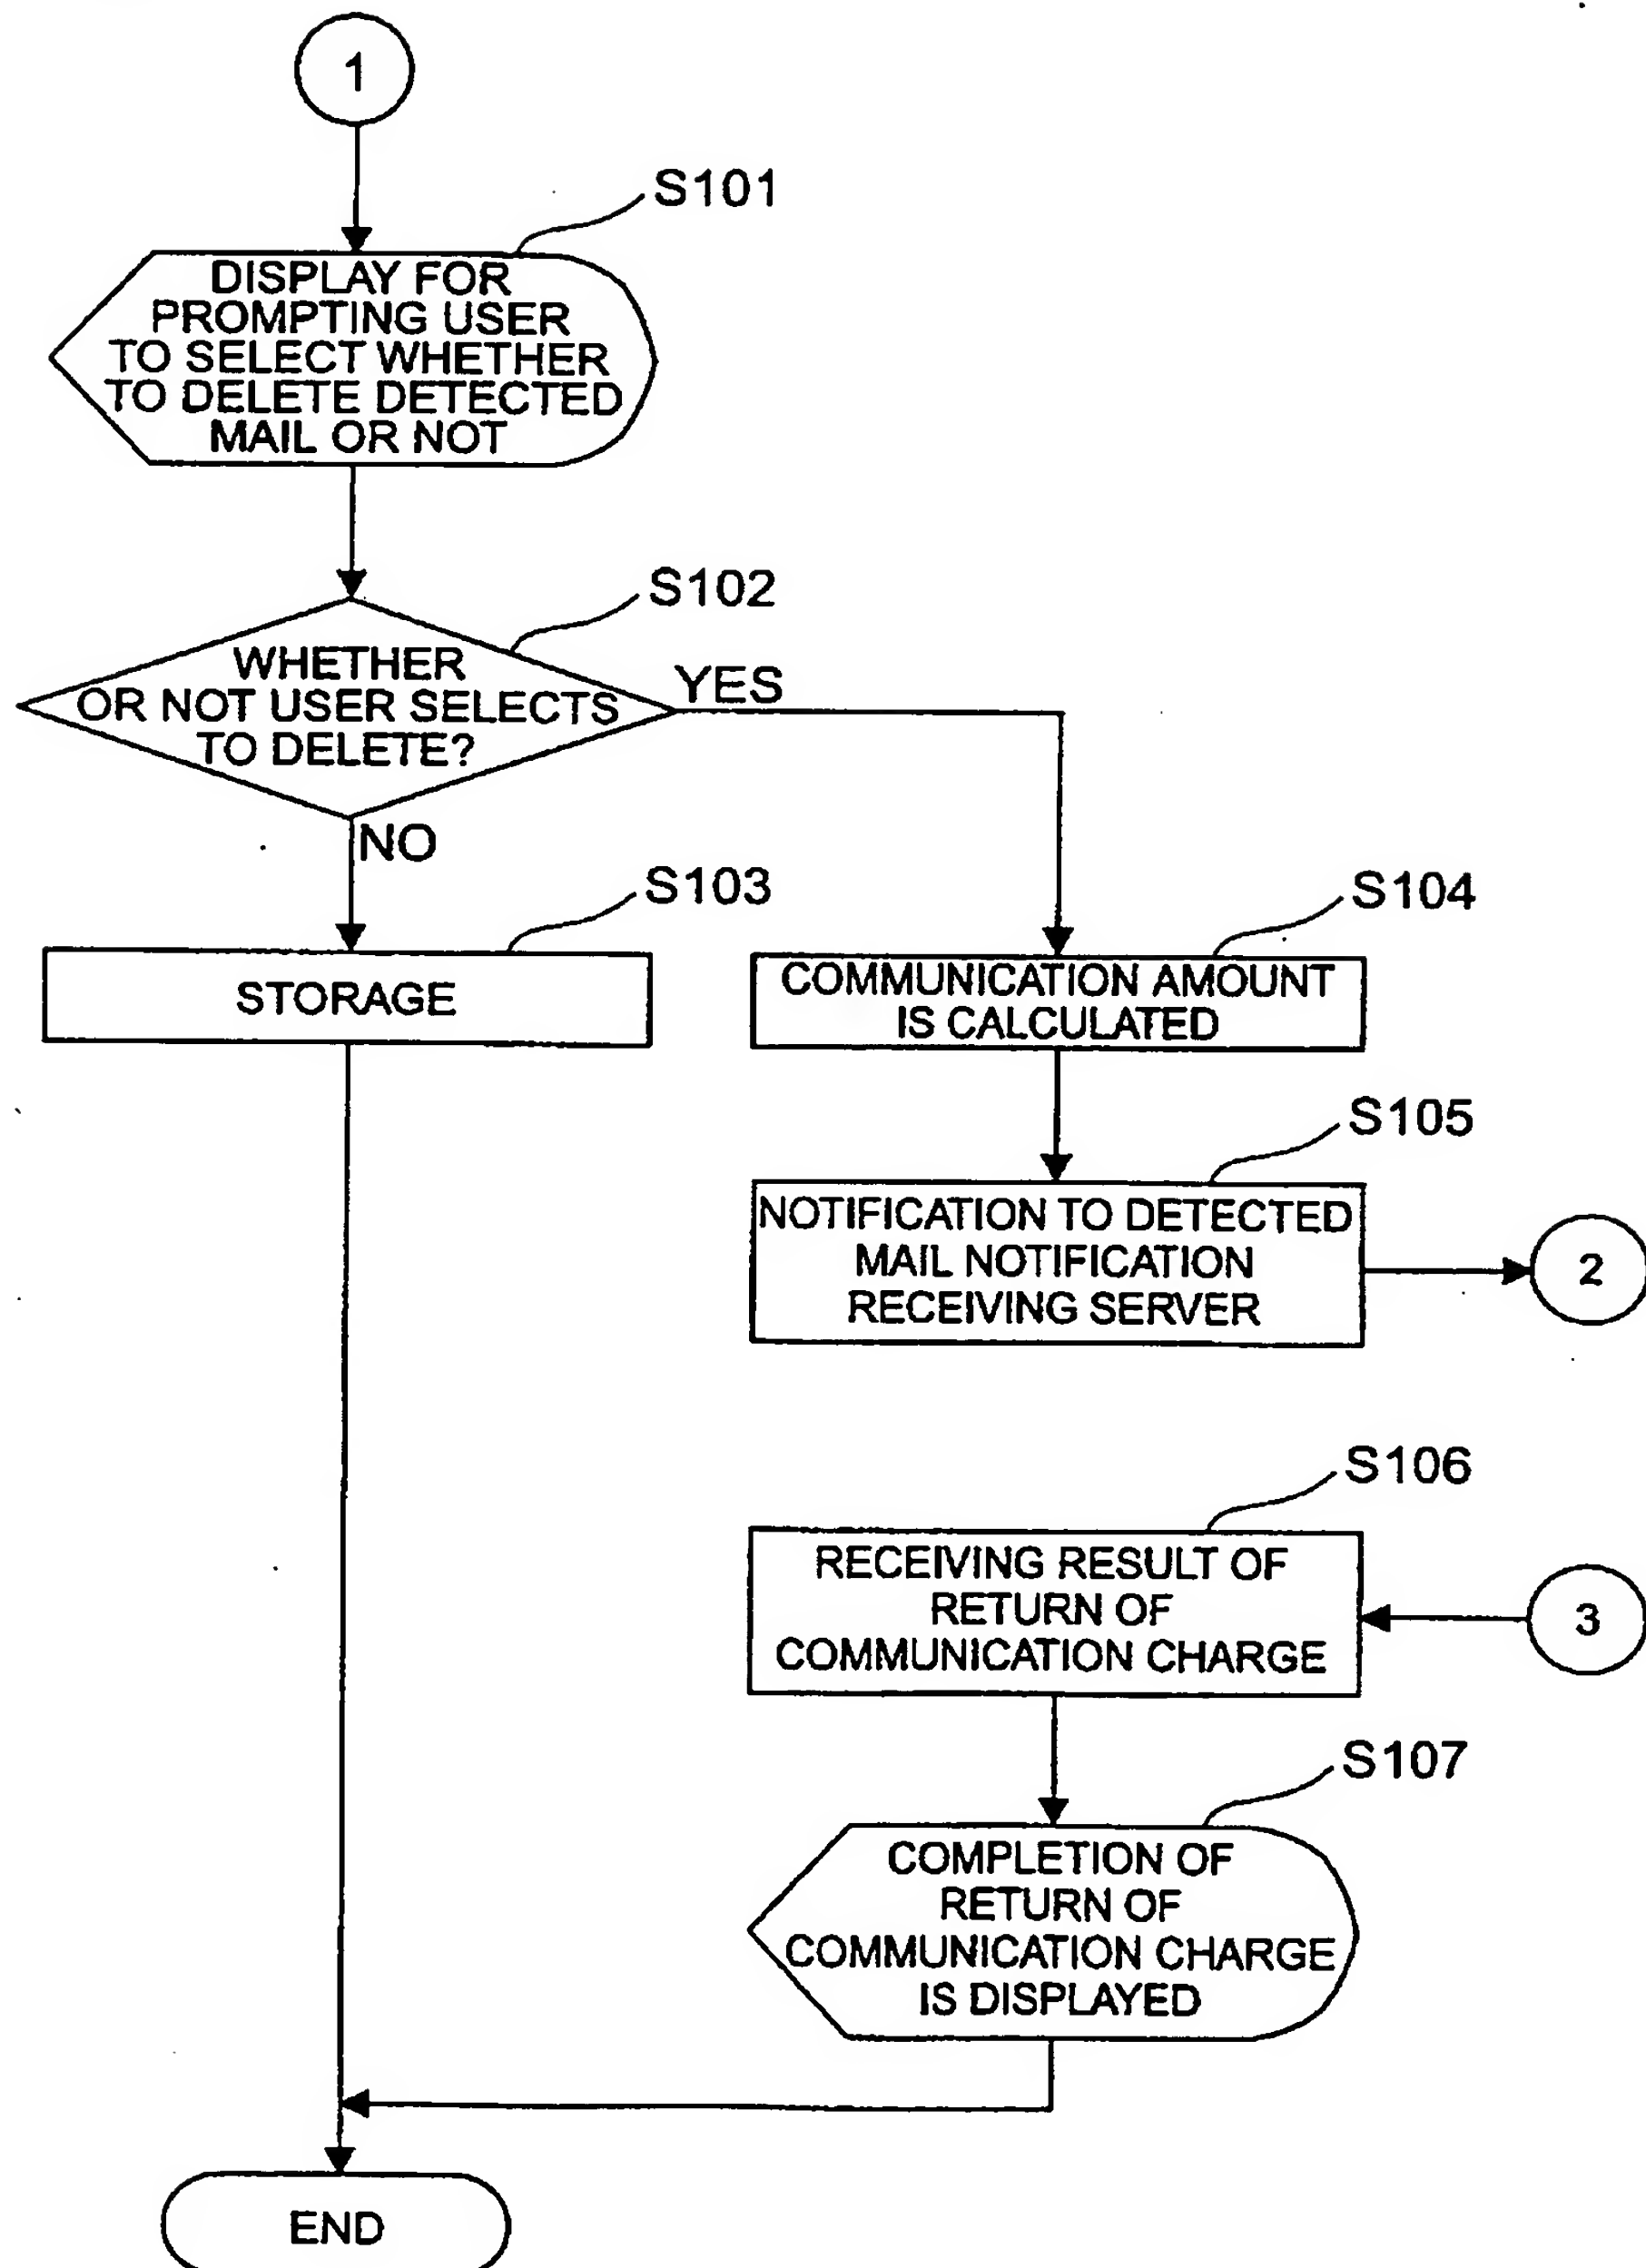 1
S101
DISPLAY FOR
PROMPTING USER
TO SELECT WHETHER
TO DELETE DETECTED
MAIL OR NOT
S102
WHETHER
OR NOT USER SELECTS
TO DELETE?
YES
NO
S103
STORAGE
S104
COMMUNICATION AMOUNT
IS CALCULATED
S105
NOTIFICATION TO DETECTED
MAIL NOTIFICATION
RECEIVING SERVER
2
S106
RECEIVING RESULT OF
RETURN OF
COMMUNICATION CHARGE
3
S107
COMPLETION OF
RETURN OF
COMMUNICATION CHARGE
IS DISPLAYED
END